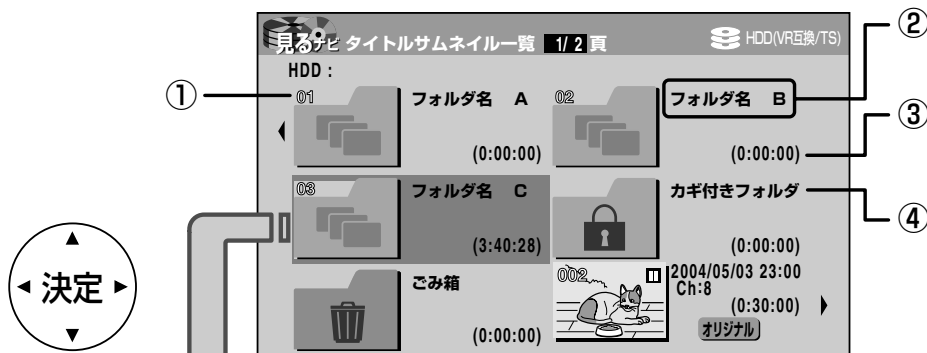 見るナビ タイトルサムネイル一覧 1/2 頁
HDD(VR互換/TS)
HDD :
①
②
③
④
01
フォルダ名 A
(0:00:00)
02
フォルダ名 B
(0:00:00)
03
フォルダ名 C
(3:40:28)
カギ付きフォルダ
(0:00:00)
ごみ箱
(0:00:00)
002
2004/05/03 23:00
Ch:8
(0:30:00)
オリジナル
決定